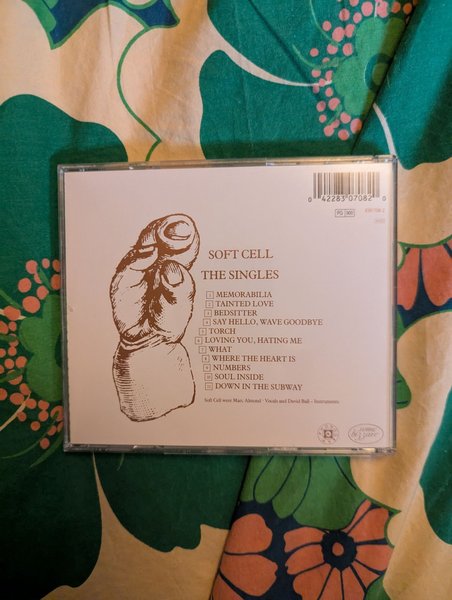 0 42283 07082 0
SOFT CELL
THE SINGLES
1 MEMORABILIA
2 TAINTED LOVE
3 BEDSITTER
4 SAY HELLO, WAVE GOODBYE
5 TORCH
6 LOVING YOU, HATING ME
7 WHAT
8 WHERE THE HEART IS
9 NUMBERS
10 SOUL INSIDE
11 DOWN IN THE SUBWAY
Soft Cell were Marc Almond - Vocals and David Ball – Instruments.
bizzare